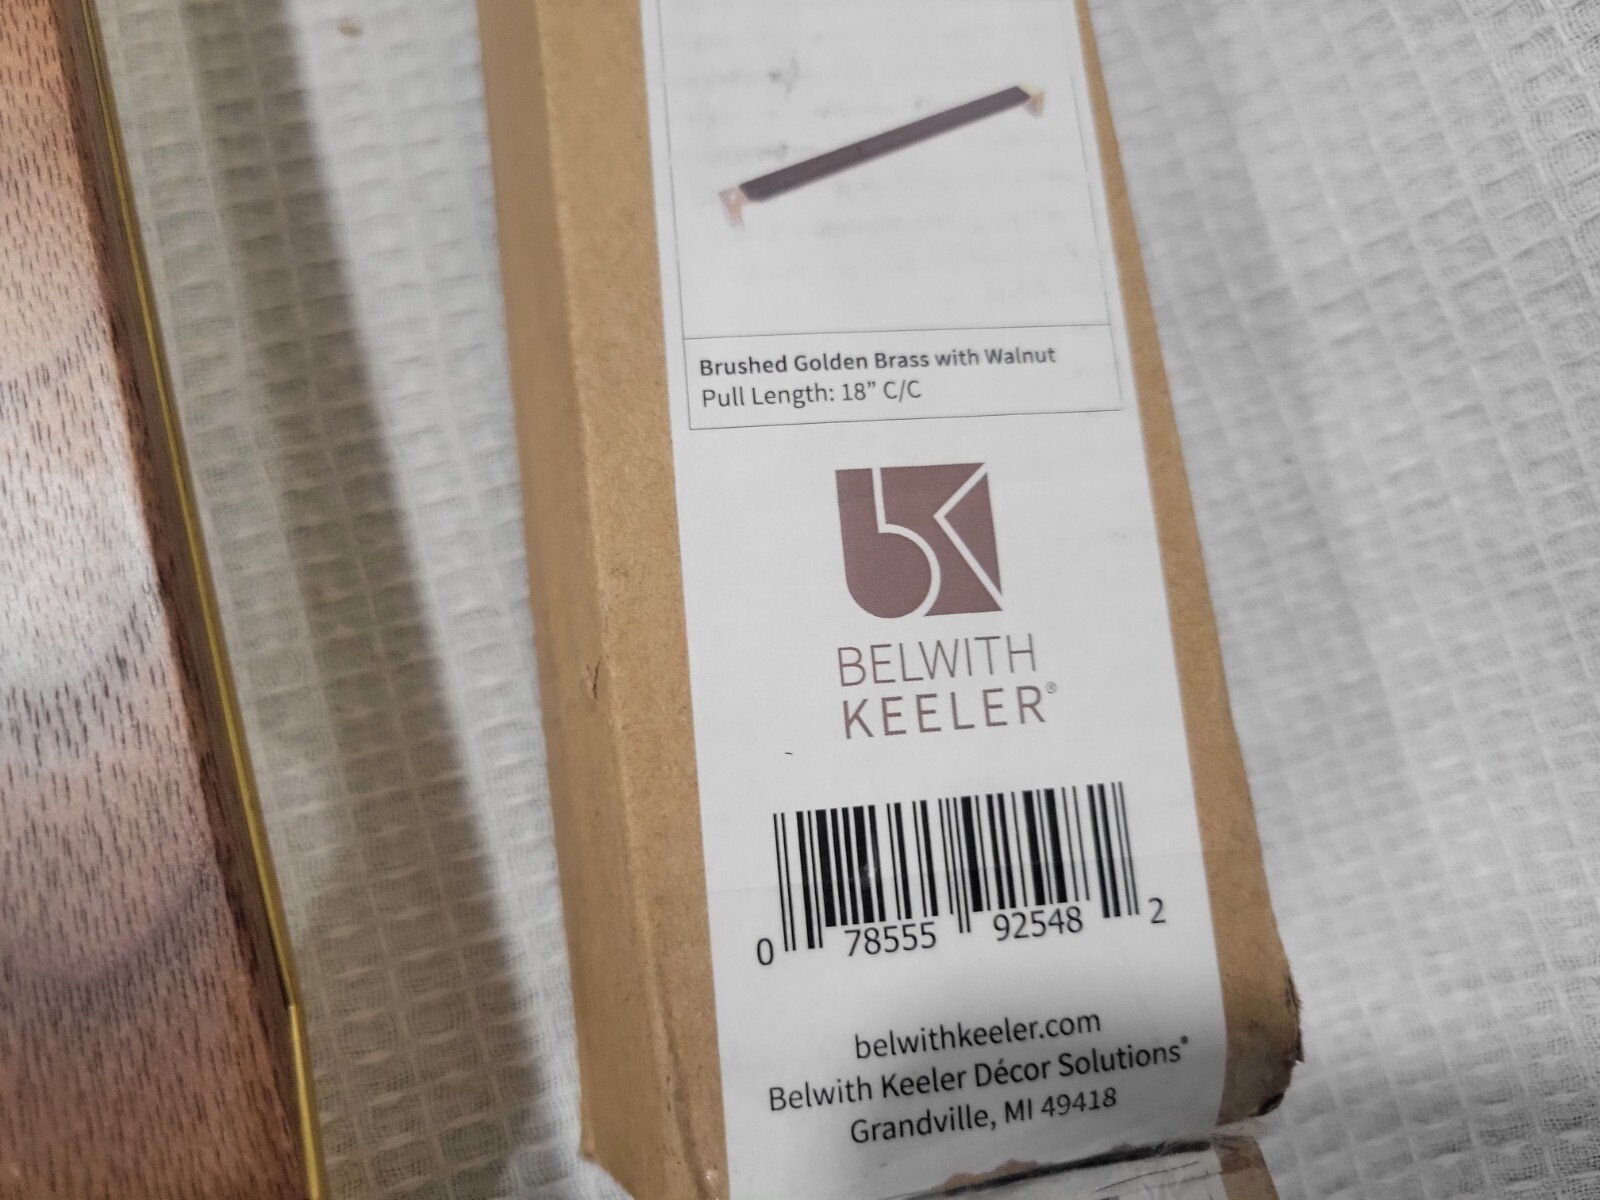 Brushed Golden Brass with Walnut
Pull Length: 18” C/C
BELWITH
KEELER®
0 78555 92548 2
belwithkeeler.com
Belwith Keeler Décor Solutions®
Grandville, MI 49418